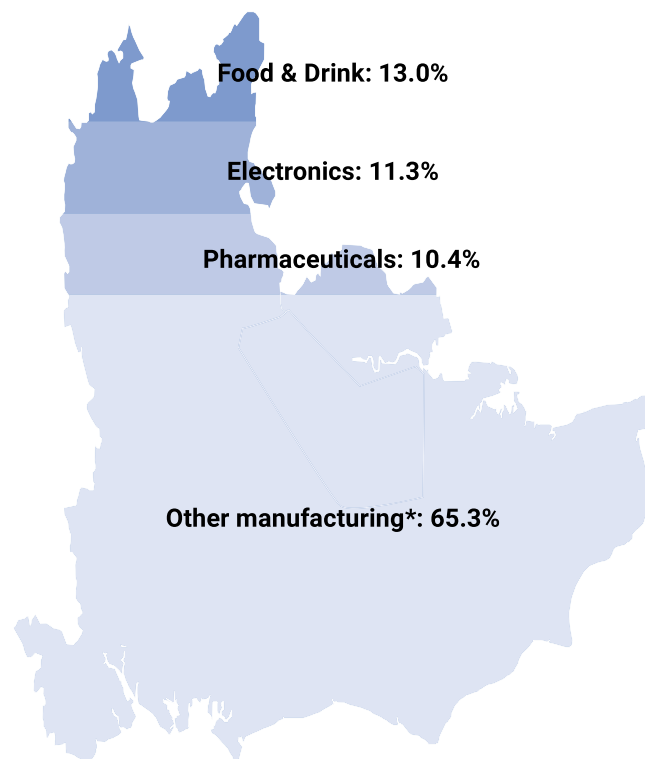 Food & Drink: 13.0%
Electronics: 11.3%
Pharmaceuticals: 10.4%
Other manufacturing*: 65.3%